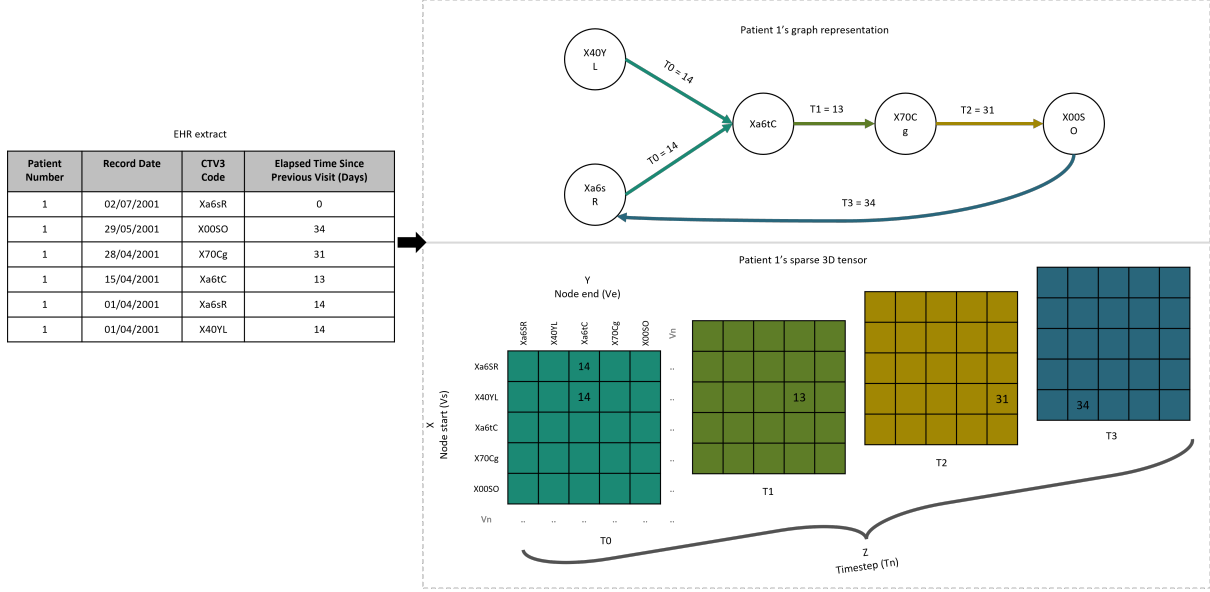 EHR extract
Patient Number	Record Date	CTV3 Code	Elapsed Time Since Previous Visit (Days)
1	02/07/2001	Xa6sR	0
1	29/05/2001	X00SO	34
1	28/04/2001	X70Cg	31
1	15/04/2001	Xa6tC	13
1	01/04/2001	Xa6sR	14
1	01/04/2001	X40YL	14
Patient 1’s graph representation
X40Y
L
T0 = 14
Xa6s
R
T0 = 14
Xa6tC
T1 = 13
X70C
g
T2 = 31
X00S
O
T3 = 34
Patient 1’s sparse 3D tensor
Y
Node end (Ve)
Xa6SR
X40YL
Xa6tC
X70Cg
X00SO
Vn
X
Node start (Vs)
Xa6SR	14	..
X40YL	14	..
Xa6tC	..
X70Cg	..
X00SO	..
Vn	..	..	..	..	..	..
T0
13
T1
31
T2
34
T3
Z
Timestep (Tn)